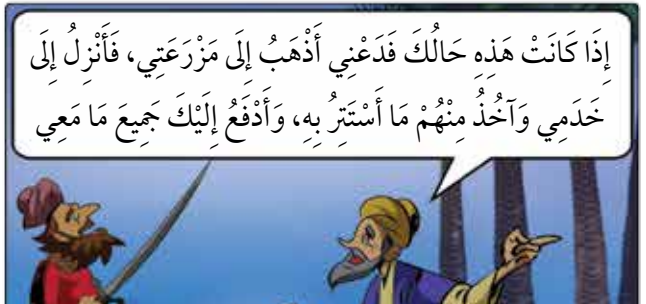 إِذَا كَانَتْ هَذِهِ حَالُكَ فَدَعْنِي أَذْهَبُ إِلَى مَزْرَعَتِي، فَأَنْزِلُ إِلَى
خَدَمِي وَآخُذُ مِنْهُمْ مَا أَسْتَتِرُ بِهِ، وَأَدْفَعُ إِلَيْكَ جَمِيعَ مَا مَعِي